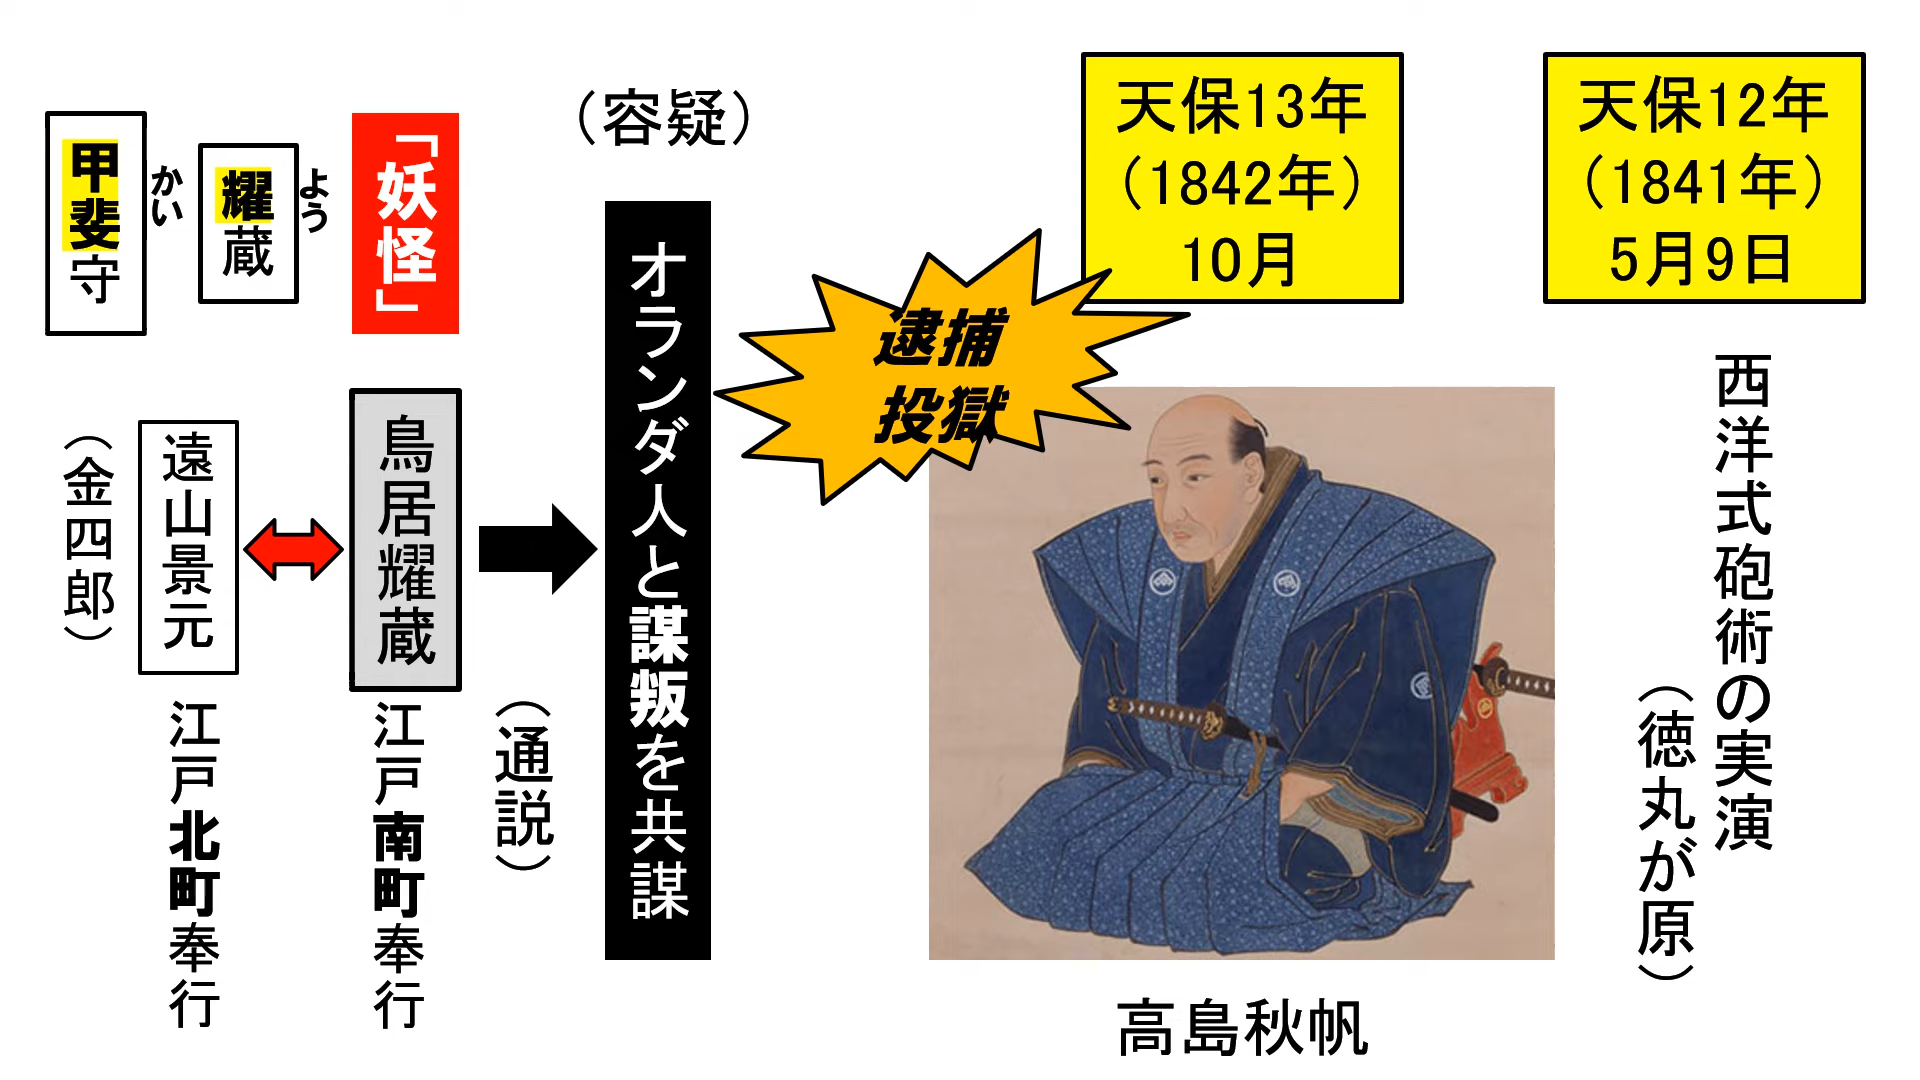 天保12年
（1841年）
5月9日
西洋式砲術の実演
（徳丸が原）
天保13年
（1842年）
10月
逮捕
投獄
高島秋帆
（容疑）
オランダ人と謀叛を共謀
（通説）
「妖怪」
鳥居耀蔵
江戸南町奉行
よう
耀蔵
かい
甲斐守
遠山景元
江戸北町奉行
（金四郎）